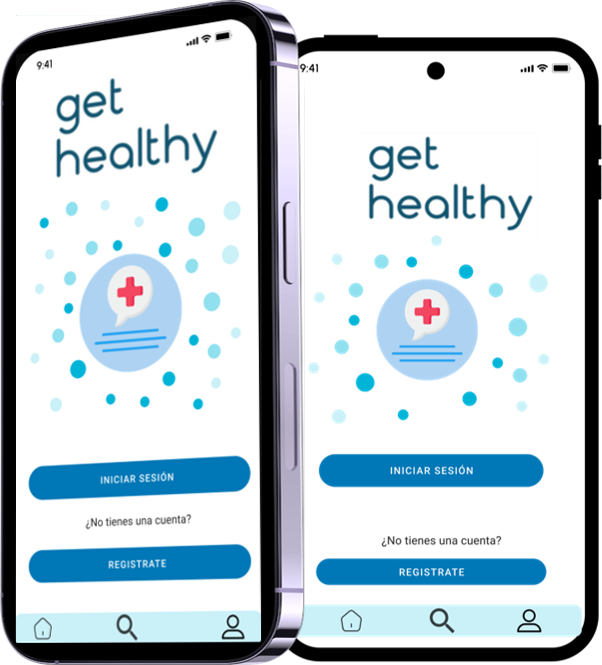 9:41
get
healthy
INICIAR SESIÓN
¿No tienes una cuenta?
REGISTRATE
9:41
get
healthy
INICIAR SESIÓN
¿No tienes una cuenta?
REGISTRATE